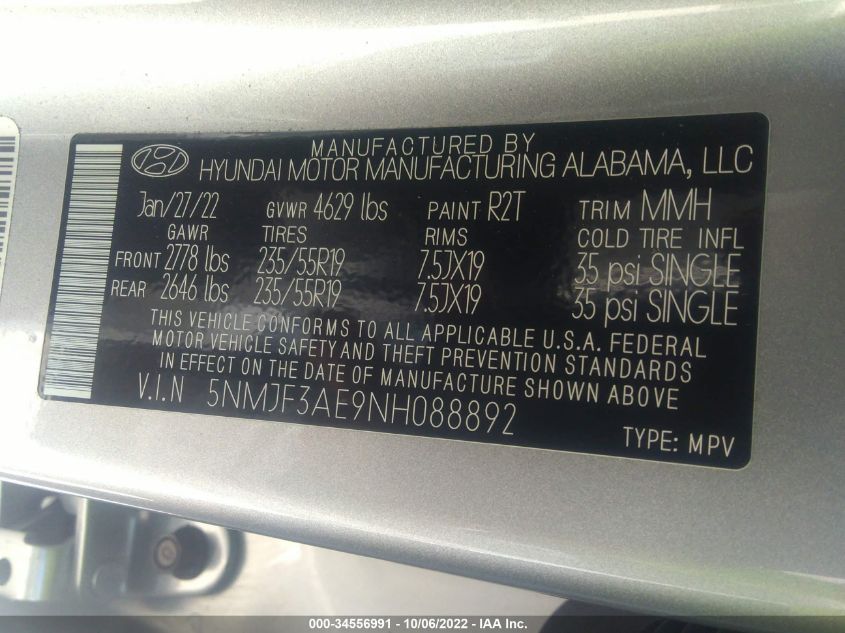 MANUFACTURED BY
HYUNDAI MOTOR MANUFACTURING ALABAMA, LLC
Jan/27/22 GVWR 4629 lbs PAINT R2T TRIM MMH
GAWR TIRES RIMS COLD TIRE INFL
FRONT 2778 lbs 235/55R19 7.5JX19 35 psi SINGLE
REAR 2646 lbs 235/55R19 7.5JX19 35 psi SINGLE
THIS VEHICLE CONFORMS TO ALL APPLICABLE U.S.A. FEDERAL
MOTOR VEHICLE SAFETY AND THEFT PREVENTION STANDARDS
IN EFFECT ON THE DATE OF MANUFACTURE SHOWN ABOVE
V.I.N 5NMJF3AE9NH088892
TYPE: MPV
000-34556991 - 10/06/2022 - IAA Inc.